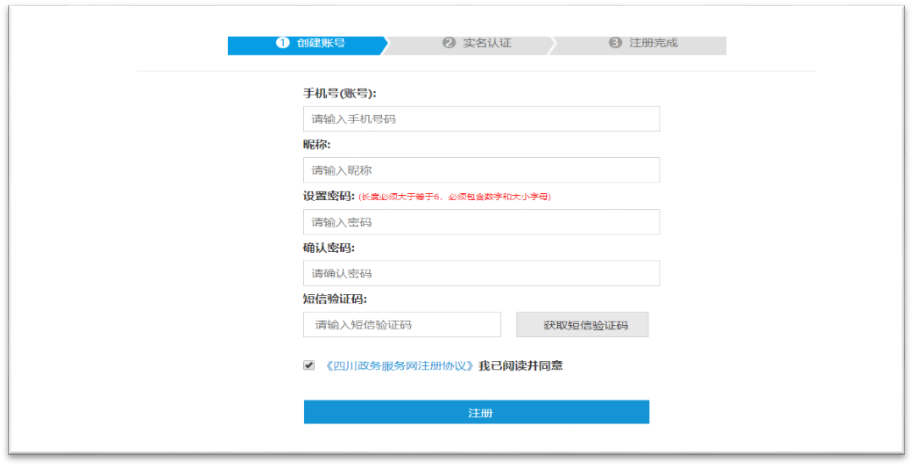 1 创建账号 2 实名认证 3 注册完成
手机号(账号):
请输入手机号码
昵称:
请输入昵称
设置密码: (长度必须大于等于6，必须包含数字和大小字母)
请输入密码
确认密码:
请确认密码
短信验证码:
请输入短信验证码 获取短信验证码
《四川政务服务网注册协议》我已阅读并同意
注册